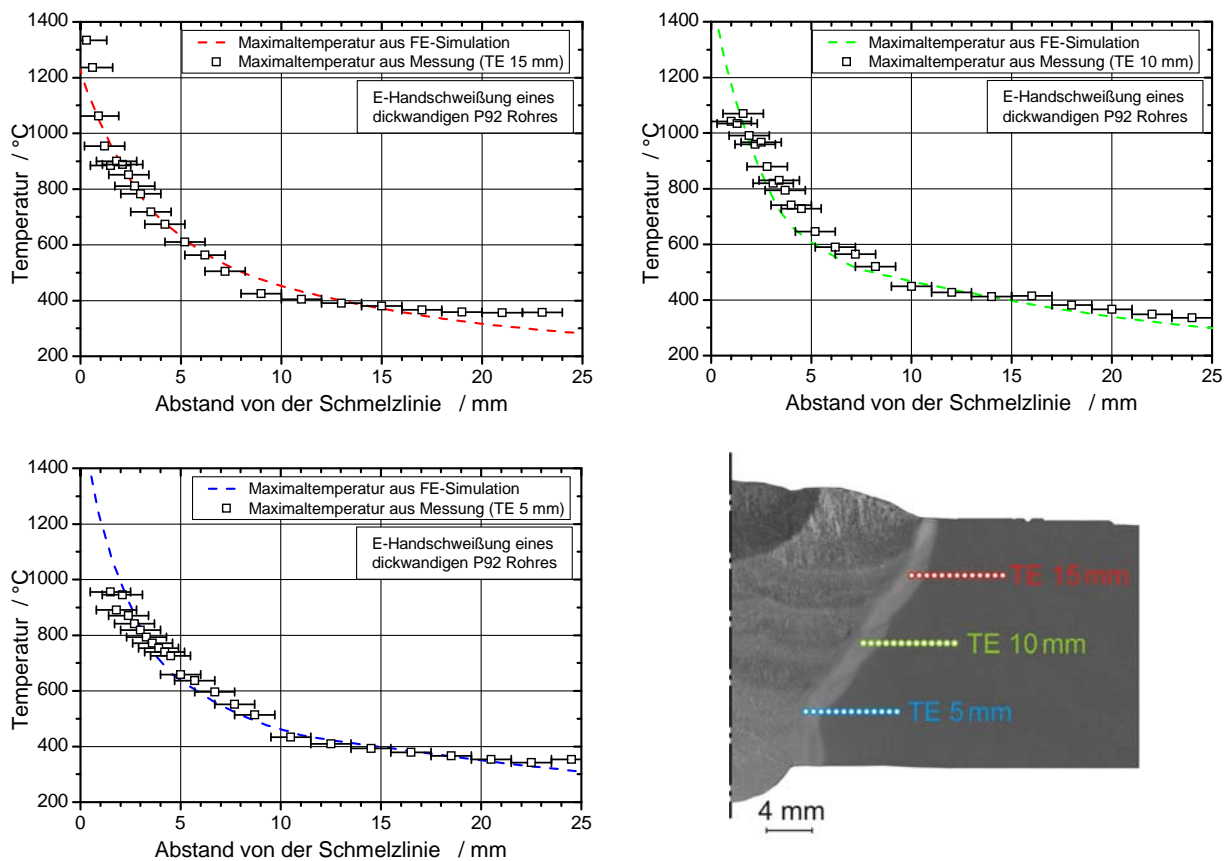 1400
1200
1000
800
600
400
200
0 5 10 15 20 25
Temperatur / °C
Abstand von der Schmelzlinie / mm
Maximaltemperatur aus FE-Simulation
Maximaltemperatur aus Messung (TE 15 mm)
E-Handschweißung eines
dickwandigen P92 Rohres
1400
1200
1000
800
600
400
200
0 5 10 15 20 25
Temperatur / °C
Abstand von der Schmelzlinie / mm
Maximaltemperatur aus FE-Simulation
Maximaltemperatur aus Messung (TE 10 mm)
E-Handschweißung eines
dickwandigen P92 Rohres
1400
1200
1000
800
600
400
200
0 5 10 15 20 25
Temperatur / °C
Abstand von der Schmelzlinie / mm
Maximaltemperatur aus FE-Simulation
Maximaltemperatur aus Messung (TE 5 mm)
E-Handschweißung eines
dickwandigen P92 Rohres
TE 15 mm
TE 10 mm
TE 5 mm
4 mm